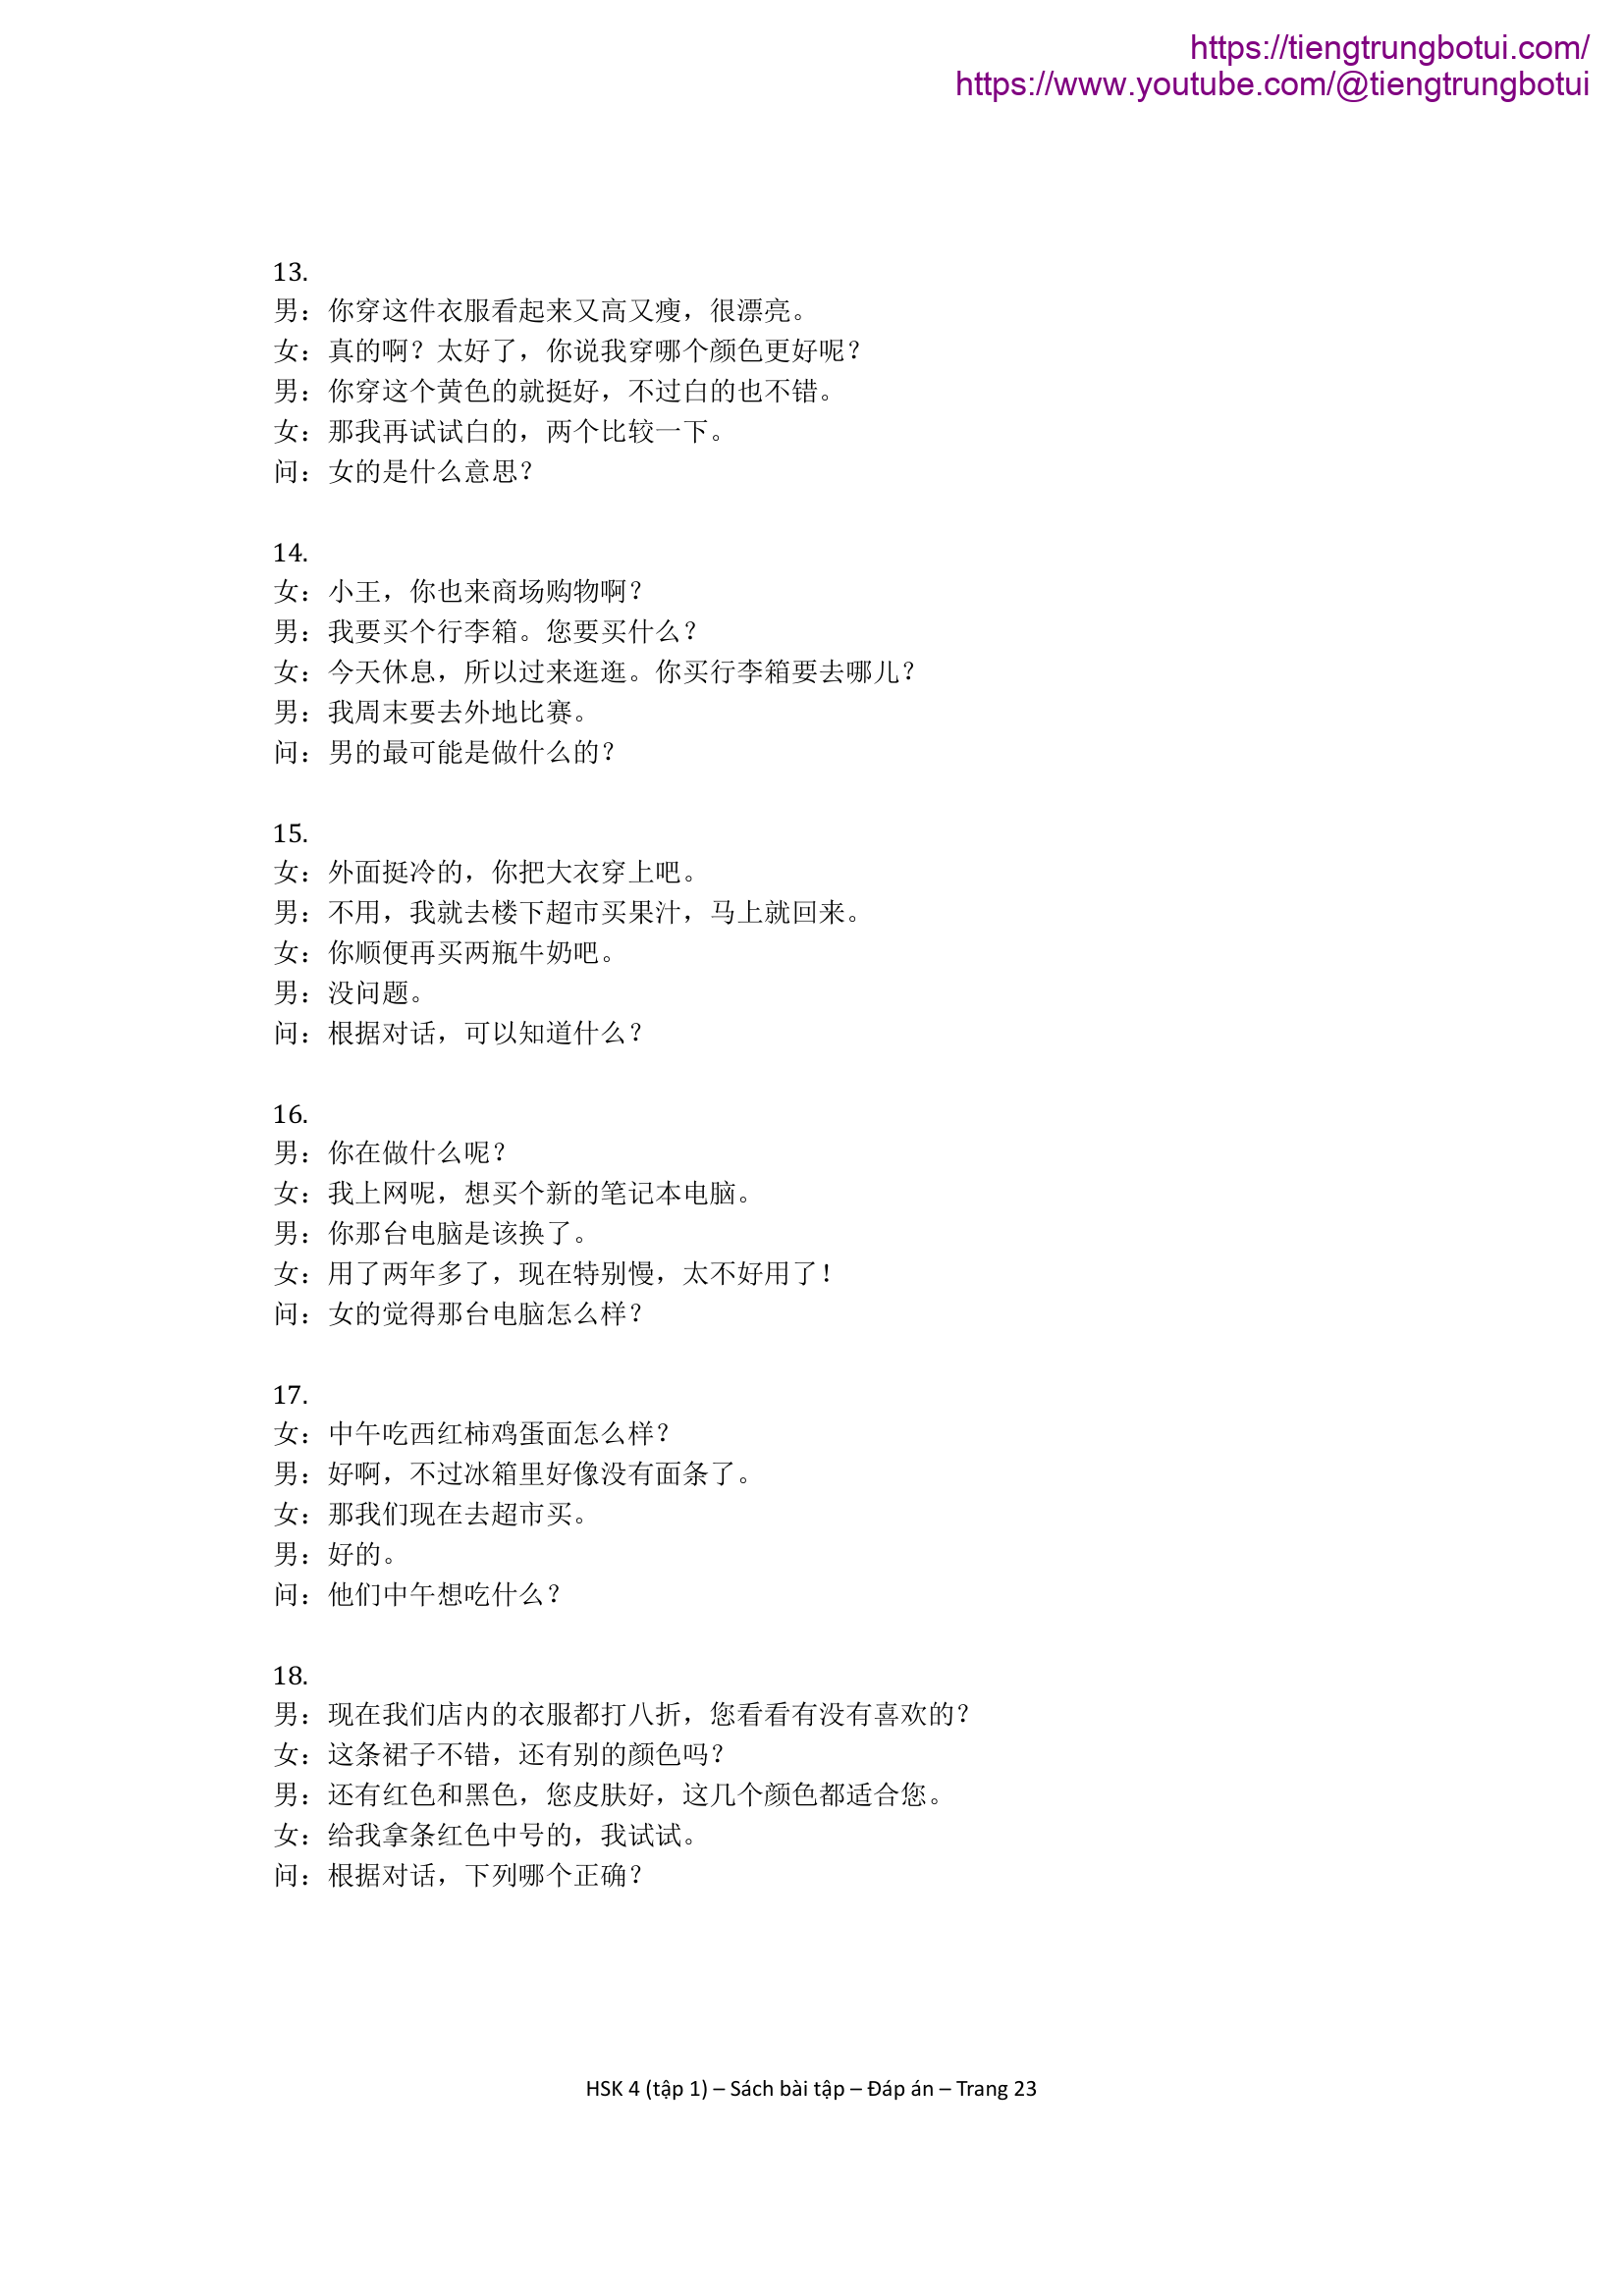 https://tiengtrungbotui.com/
https://www.youtube.com/@tiengtrungbotui
13.
男：你穿这件衣服看起来又高又瘦，很漂亮。
女：真的啊？太好了，你说我穿哪个颜色更好呢？
男：你穿这个黄色的就挺好，不过白的也不错。
女：那我再试试白的，两个比较一下。
问：女的是什么意思？
14.
女：小王，你也来商场购物啊？
男：我要买个行李箱。您要买什么？
女：今天休息，所以过来逛逛。你买行李箱要去哪儿？
男：我周末要去外地比赛。
问：男的最可能是做什么的？
15.
女：外面挺冷的，你把大衣穿上吧。
男：不用，我就去楼下超市买果汁，马上就回来。
女：你顺便再买两瓶牛奶吧。
男：没问题。
问：根据对话，可以知道什么？
16.
男：你在做什么呢？
女：我上网呢，想买个新的笔记本电脑。
男：你那台电脑是该换了。
女：用了两年多了，现在特别慢，太不好用了！
问：女的觉得那台电脑怎么样？
17.
女：中午吃西红柿鸡蛋面怎么样？
男：好啊，不过冰箱里好像没有面条了。
女：那我们现在去超市买。
男：好的。
问：他们中午想吃什么？
18.
男：现在我们店内的衣服都打八折，您看看有没有喜欢的？
女：这条裙子不错，还有别的颜色吗？
男：还有红色和黑色，您皮肤好，这几个颜色都适合您。
女：给我拿条红色中号的，我试试。
问：根据对话，下列哪个正确？
HSK 4 (tập 1) – Sách bài tập – Đáp án – Trang 23